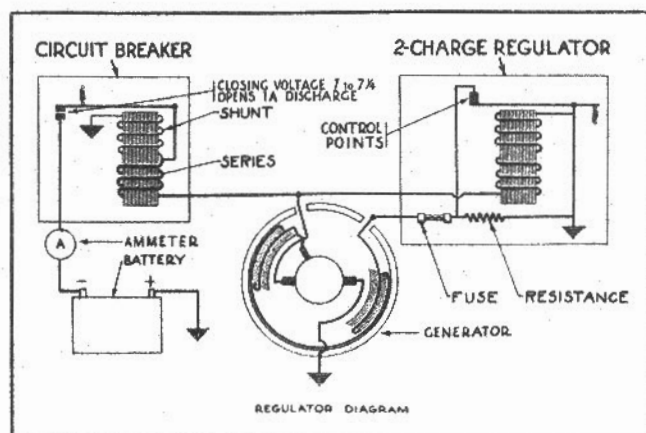 CIRCUIT BREAKER
2-CHARGE REGULATOR
CLOSING VOLTAGE 7 to 7¼
OPENS 1A DISCHARGE
SHUNT
CONTROL
POINTS
SERIES
A
AMMETER
BATTERY
- +
FUSE
RESISTANCE
GENERATOR
REGULATOR DIAGRAM